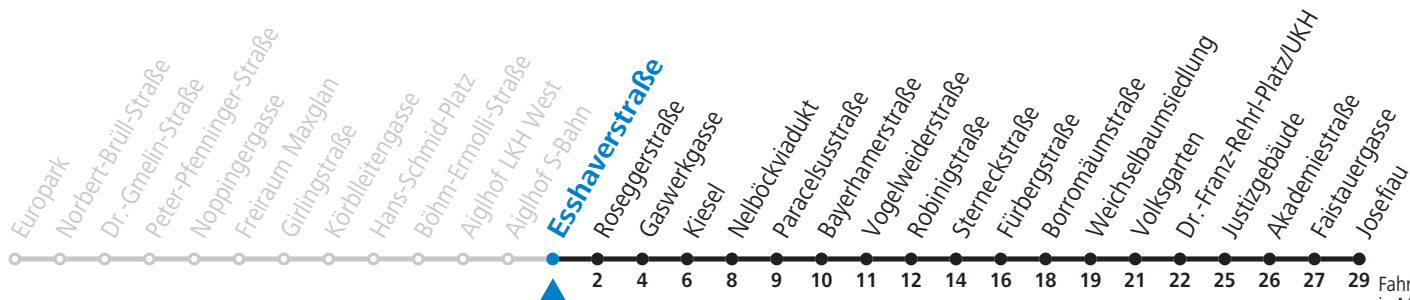 Europark
Norbert-Brüll-Straße
Dr.-Gmelin-Straße
Peter-Pfenninger-Straße
Noppingergasse
Freiraum Maxglan
Girlingstraße
Körblleitengasse
Hans-Schmid-Platz
Böhm-Ermolli-Straße
Aiglhof LKH West
Aiglhof S-Bahn
Esshaverstraße
Roseggerstraße
Gaswerkgasse
Kiesel
Nelböckviadukt
Paracelsusstraße
Bayerhamerstraße
Vogelweiderstraße
Robinigstraße
Sterneckstraße
Fürbergstraße
Borromäumstraße
Weichselbaumsiedlung
Volksgarten
Dr.-Franz-Rehrl-Platz/UKH
Justizgebäude
Akademiestraße
Faistauergasse
Josefiau
2 4 6 8 9 10 11 12 14 16 18 19 21 22 25 26 27 29